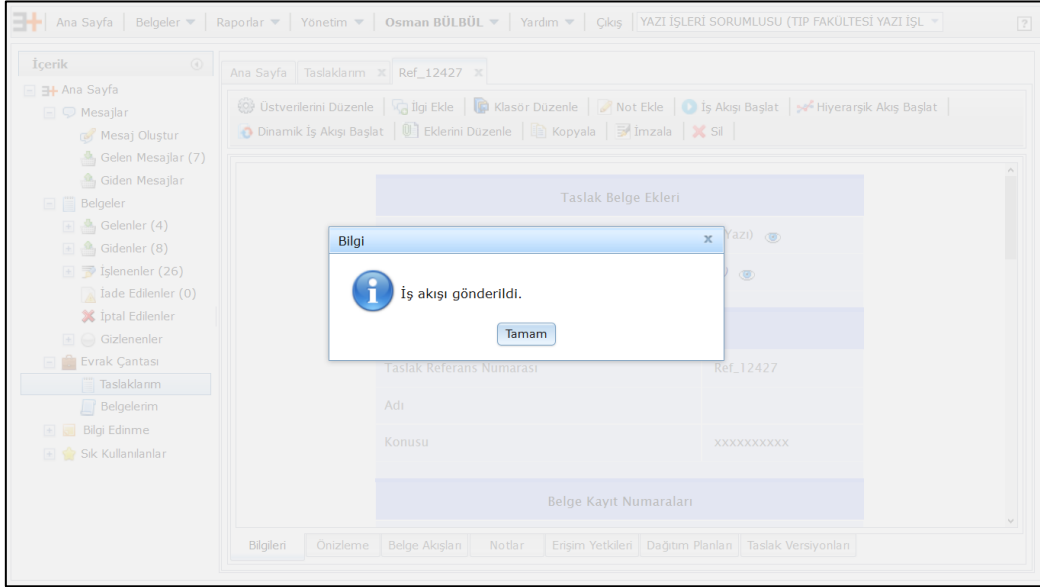 Ana Sayfa Belgeler Raporlar Yönetim Osman BÜLBÜL Yardım Çıkış YAZI İŞLERİ SORUMLUSU (TIP FAKÜLTESİ YAZI İŞL ?
İçerik
Ana Sayfa
Mesajlar
Mesaj Oluştur
Gelen Mesajlar (7)
Giden Mesajlar
Belgeler
Gelenler (4)
Gidenler (8)
İşlenenler (26)
İade Edilenler (0)
İptal Edilenler
Gizlenenler
Evrak Çantası
Taslaklarım
Belgelerim
Bilgi Edinme
Sık Kullanılanlar
Ana Sayfa Taslaklarım x Ref_12427 x
Üstverilerini Düzenle İlgi Ekle Klasör Düzenle Not Ekle İş Akışı Başlat Hiyerarşik Akış Başlat
Dinamik İş Akışı Başlat Eklerini Düzenle Kopyala İmzala Sil
Taslak Belge Ekleri
Yazı)
Bilgi x
İş akışı gönderildi.
Tamam
Taslak Referans Numarası Ref_12427
Adı
Konusu xxxxxxxxxx
Belge Kayıt Numaraları
Bilgileri Önizleme Belge Akışları Notlar Erişim Yetkileri Dağıtım Planları Taslak Versiyonları